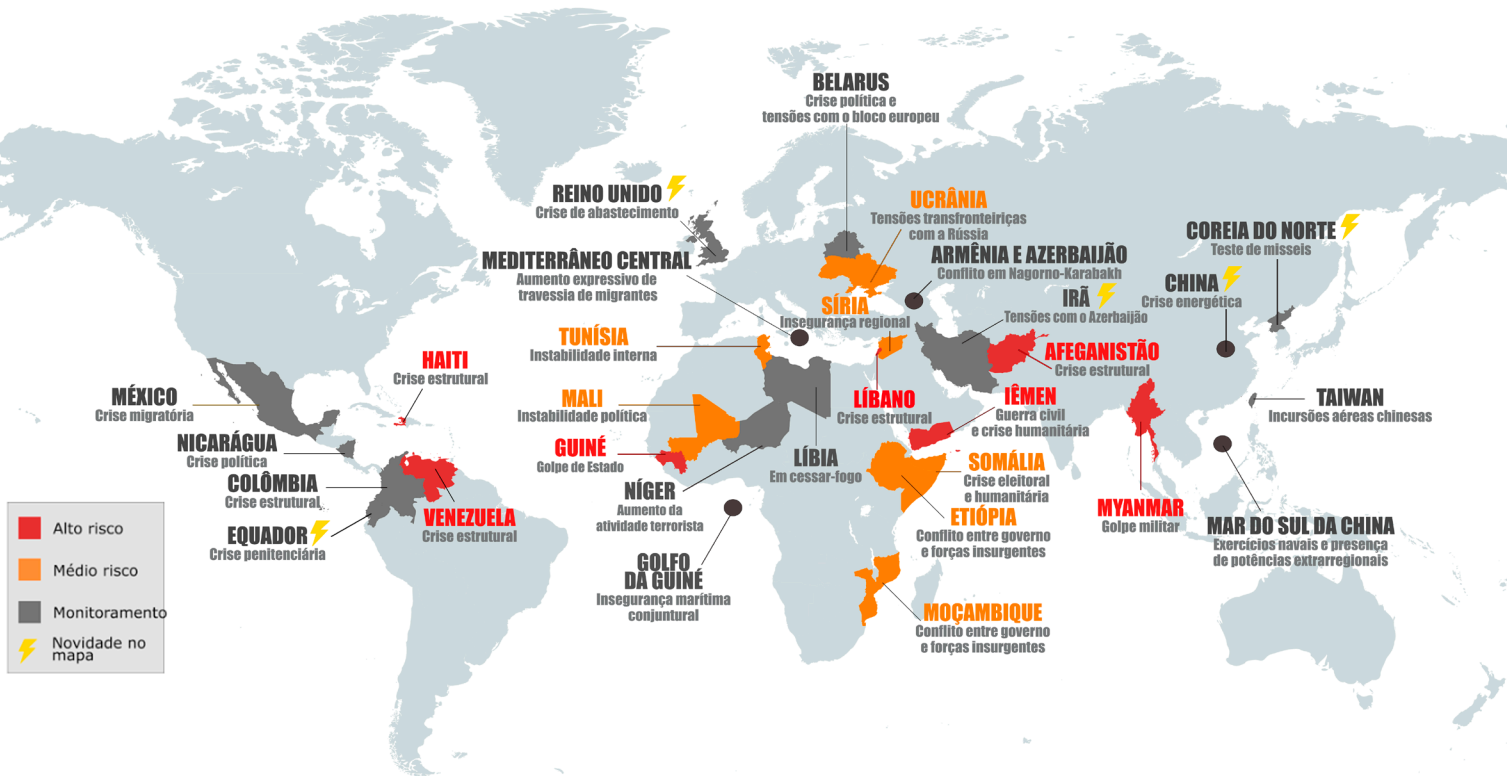 BELARUS
Crise política e
tensões com o bloco europeu
REINO UNIDO
Crise de abastecimento
UCRÂNIA
Tensões transfronteiriças
com a Rússia
MEDITERRÂNEO CENTRAL
Aumento expressivo de
travessia de migrantes
ARMÊNIA E AZERBAIJÃO
Conflito em Nagorno-Karabakh
COREIA DO NORTE
Teste de misseis
CHINA
Crise energética
IRÃ
Tensões com o Azerbaijão
SÍRIA
Insegurança regional
TUNÍSIA
Instabilidade interna
AFEGANISTÃO
Crise estrutural
HAITI
Crise estrutural
MÉXICO
Crise migratória
MALI
Instabilidade política
LÍBANO
Crise estrutural
IÊMEN
Guerra civil
e crise humanitária
TAIWAN
Incursões aéreas chinesas
NICARÁGUA
Crise política
GUINÉ
Golpe de Estado
LÍBIA
Em cessar-fogo
SOMÁLIA
Crise eleitoral
e humanitária
COLÔMBIA
Crise estrutural
NÍGER
Aumento da
atividade terrorista
VENEZUELA
Crise estrutural
ETIÓPIA
Conflito entre governo
e forças insurgentes
MYANMAR
Golpe militar
MAR DO SUL DA CHINA
Exercícios navais e presença
de potências extrarregionais
EQUADOR
Crise penitenciária
GOLFO
DA GUINÉ
Insegurança marítima
conjuntural
MOÇAMBIQUE
Conflito entre governo
e forças insurgentes
Alto risco
Médio risco
Monitoramento
Novidade no
mapa